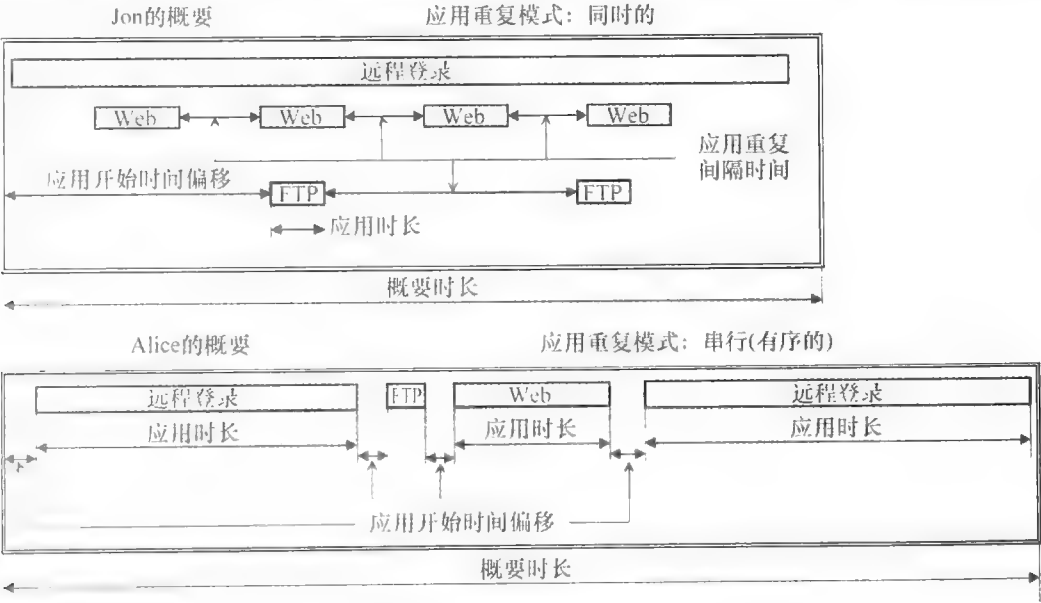 Jon的概要 应用重复模式：同时的
远程登录
Web Web Web Web
应用重复
间隔时间
应用开始时间偏移
FTP FTP
应用时长
概要时长
Alice的概要 应用重复模式：串行(有序的)
远程登录 FTP Web 远程登录
应用时长 应用时长 应用时长
应用开始时间偏移
概要时长